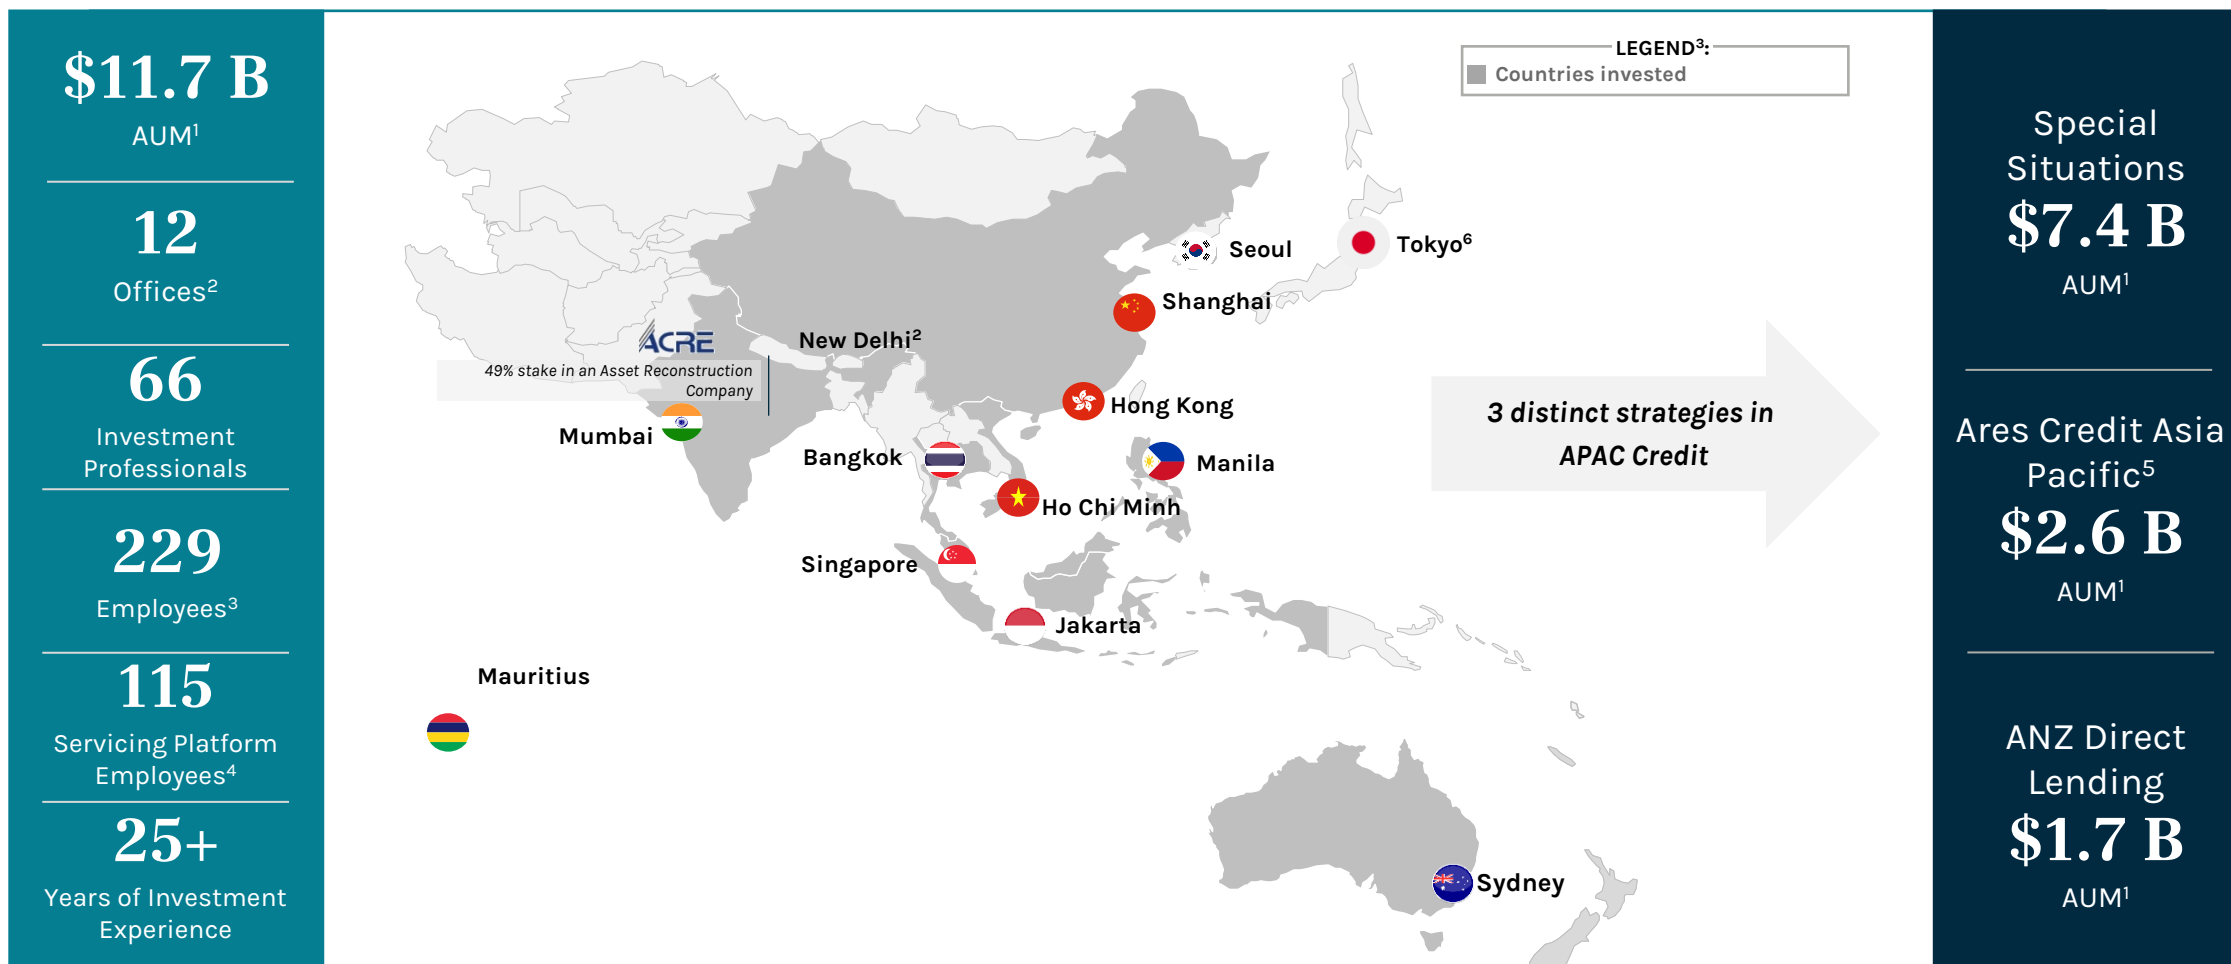 $11.7 B
AUM¹
12
Offices²
66
Investment
Professionals
229
Employees³
115
Servicing Platform
Employees⁴
25+
Years of Investment
Experience
LEGEND³:
Countries invested
Seoul
Tokyo⁶
Shanghai
New Delhi²
ACRE
49% stake in an Asset Reconstruction
Company
Hong Kong
Mumbai
Bangkok
Manila
Ho Chi Minh
Singapore
Jakarta
Mauritius
Sydney
3 distinct strategies in
APAC Credit
Special
Situations
$7.4 B
AUM¹
Ares Credit Asia
Pacific⁵
$2.6 B
AUM¹
ANZ Direct
Lending
$1.7 B
AUM¹